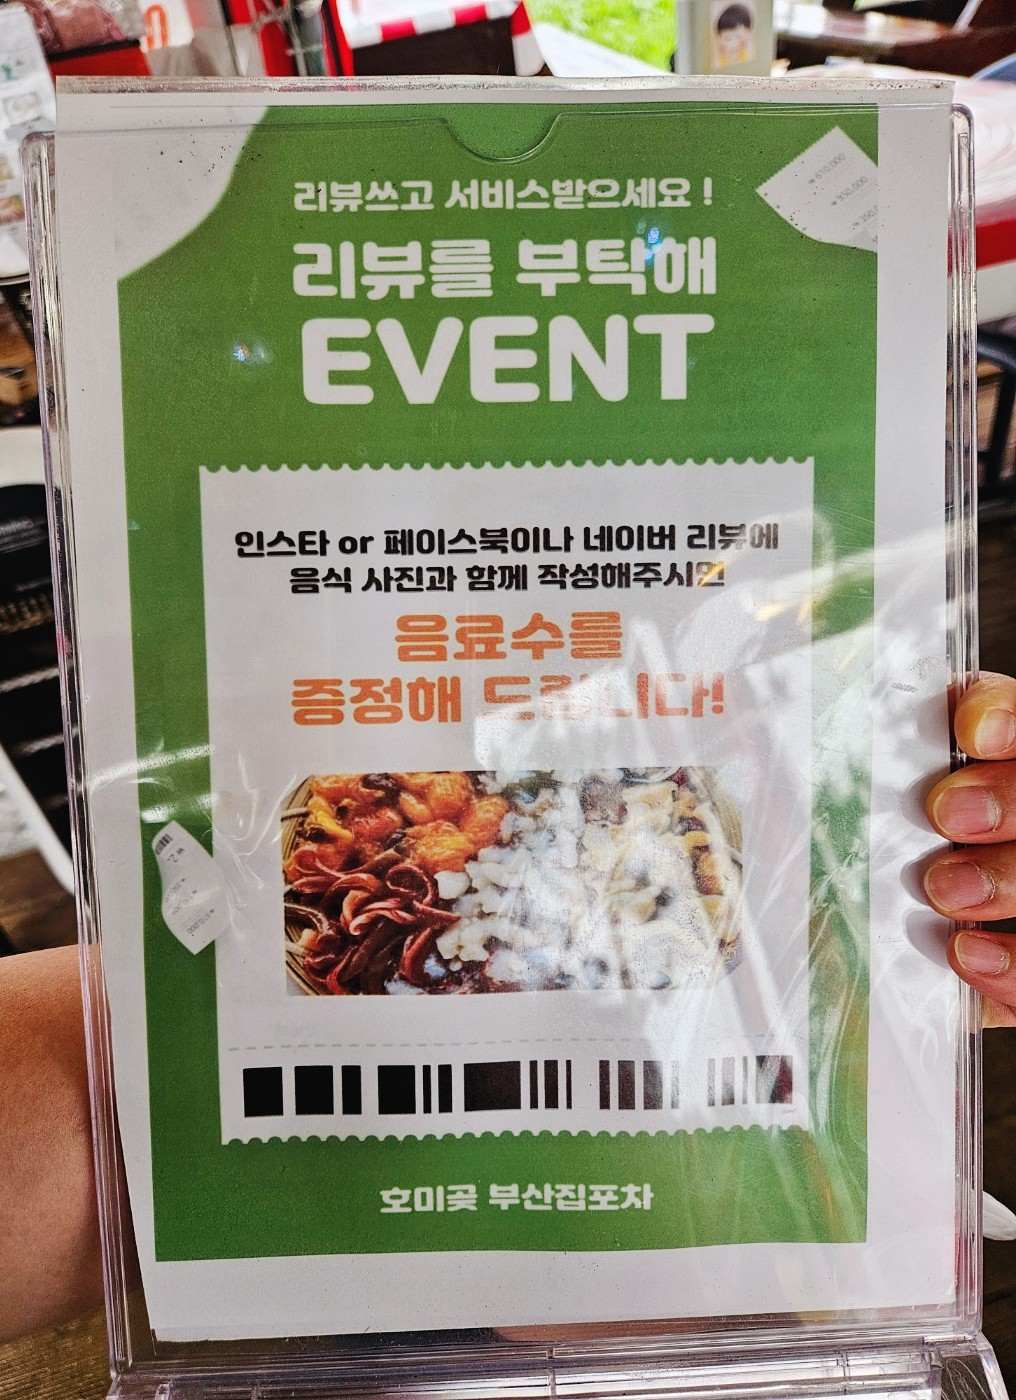 리뷰쓰고 서비스받으세요 !
리뷰를 부탁해
EVENT
₩610,000
인스타 or 페이스북이나 네이버 리뷰에
음식 사진과 함께 작성해주시면
음료수를
증정해 드립니다!
호미곶 부산집포차